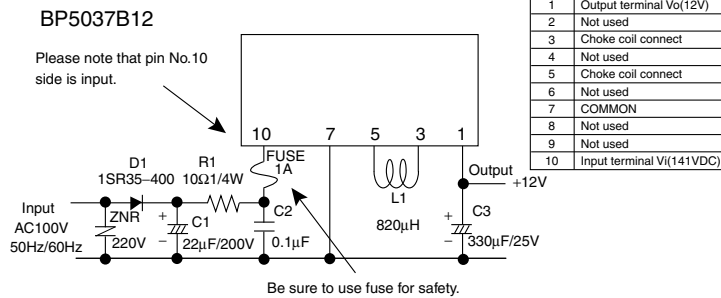 BP5037B12
Please note that pin No.10
side is input.
10 7 5 3 1
FUSE
1A
D1
1SR35–400
R1
10Ω1/4W
L1
820µH
Output
+12V
Input
AC100V
50Hz/60Hz
ZNR
220V
+
–
C1
22µF/200V
C2
0.1µF
+
–
C3
330µF/25V
Be sure to use fuse for safety.
1 Output terminal Vo(12V)
2 Not used
3 Choke coil connect
4 Not used
5 Choke coil connect
6 Not used
7 COMMON
8 Not used
9 Not used
10 Input terminal Vi(141VDC)